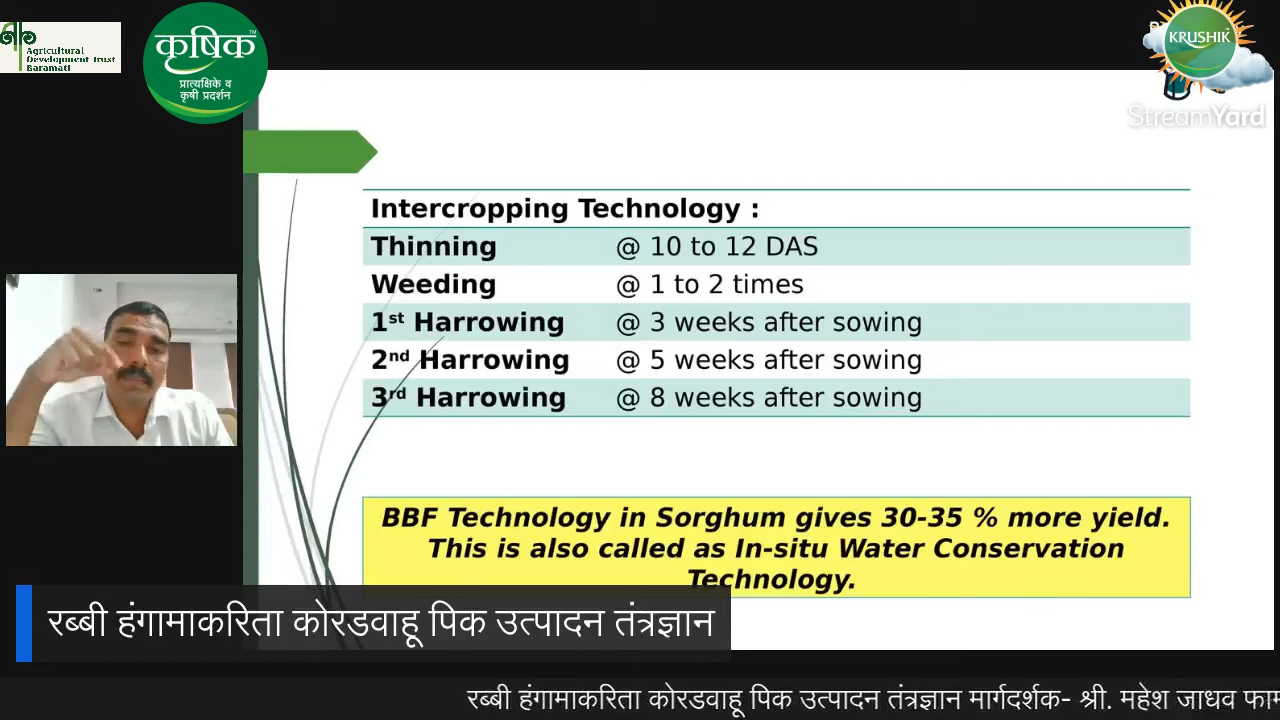 Agricultural
Development Trust
Baramati
कृषिक
प्रात्यक्षिके व
कृषी प्रदर्शन
KRUSHIK
StreamYard
Intercropping Technology :
Thinning @ 10 to 12 DAS
Weeding @ 1 to 2 times
1st Harrowing @ 3 weeks after sowing
2nd Harrowing @ 5 weeks after sowing
3rd Harrowing @ 8 weeks after sowing
BBF Technology in Sorghum gives 30-35 % more yield.
This is also called as In-situ Water Conservation
Technology.
रब्बी हंगामाकरिता कोरडवाहू पिक उत्पादन तंत्रज्ञान
रब्बी हंगामाकरिता कोरडवाहू पिक उत्पादन तंत्रज्ञान मार्गदर्शक- श्री. महेश जाधव